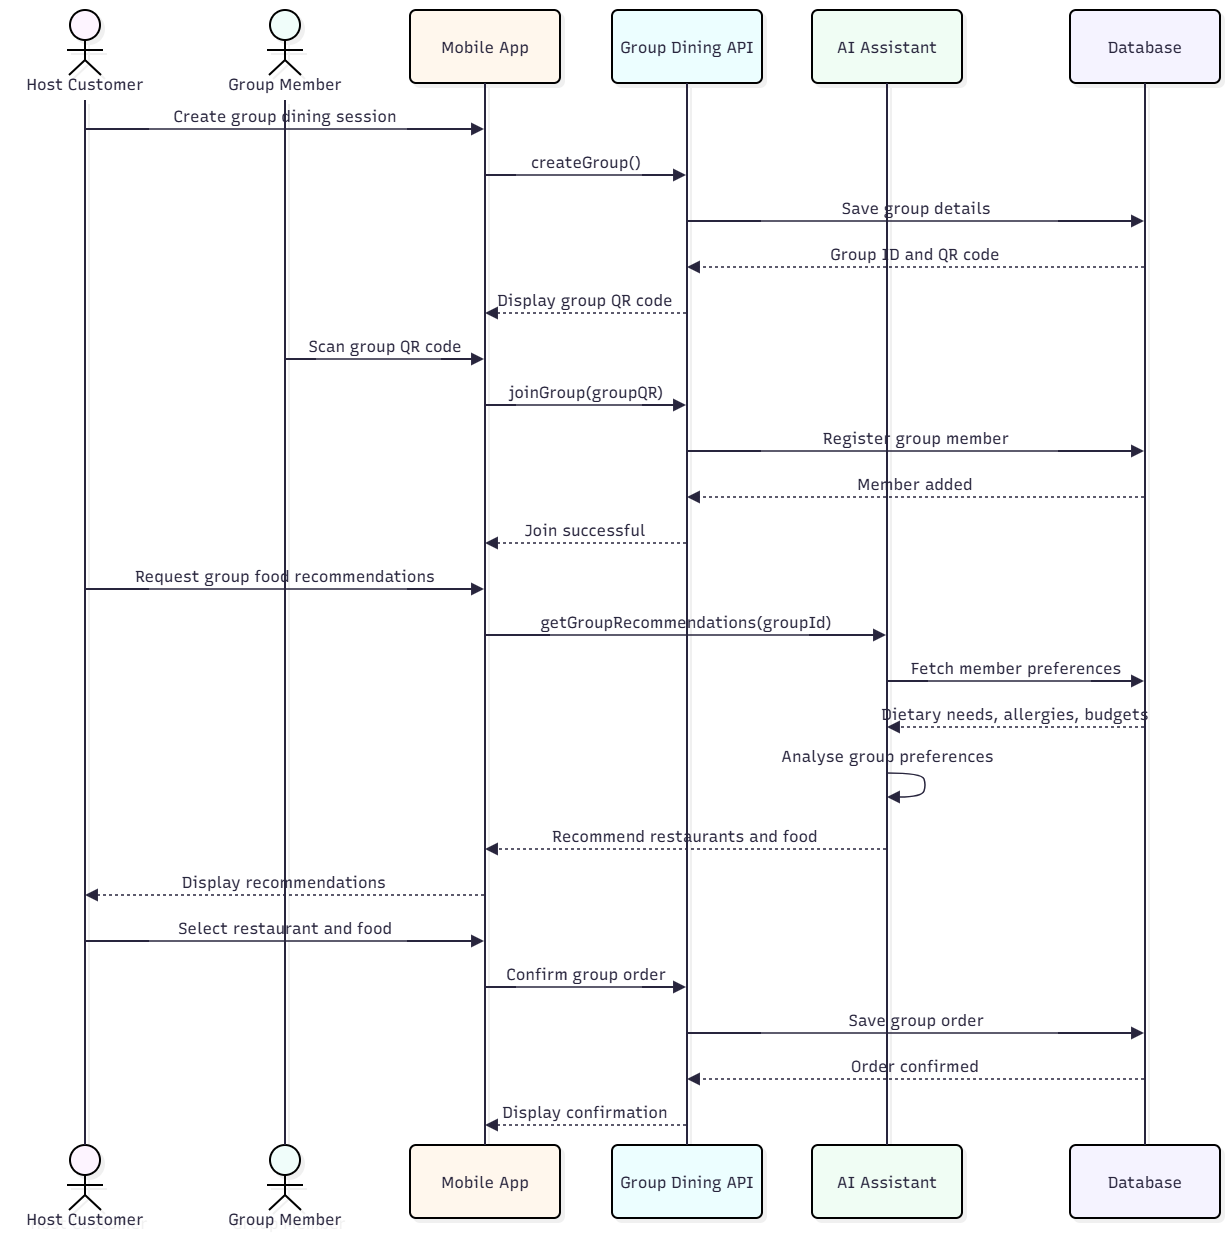 Host Customer
Group Member
Mobile App
Group Dining API
AI Assistant
Database
Create group dining session
createGroup()
Save group details
Group ID and QR code
Display group QR code
Scan group QR code
joinGroup(groupQR)
Register group member
Member added
Join successful
Request group food recommendations
getGroupRecommendations(groupId)
Fetch member preferences
Dietary needs, allergies, budgets
Analyse group preferences
Recommend restaurants and food
Display recommendations
Select restaurant and food
Confirm group order
Save group order
Order confirmed
Display confirmation
Host Customer
Group Member
Mobile App
Group Dining API
AI Assistant
Database